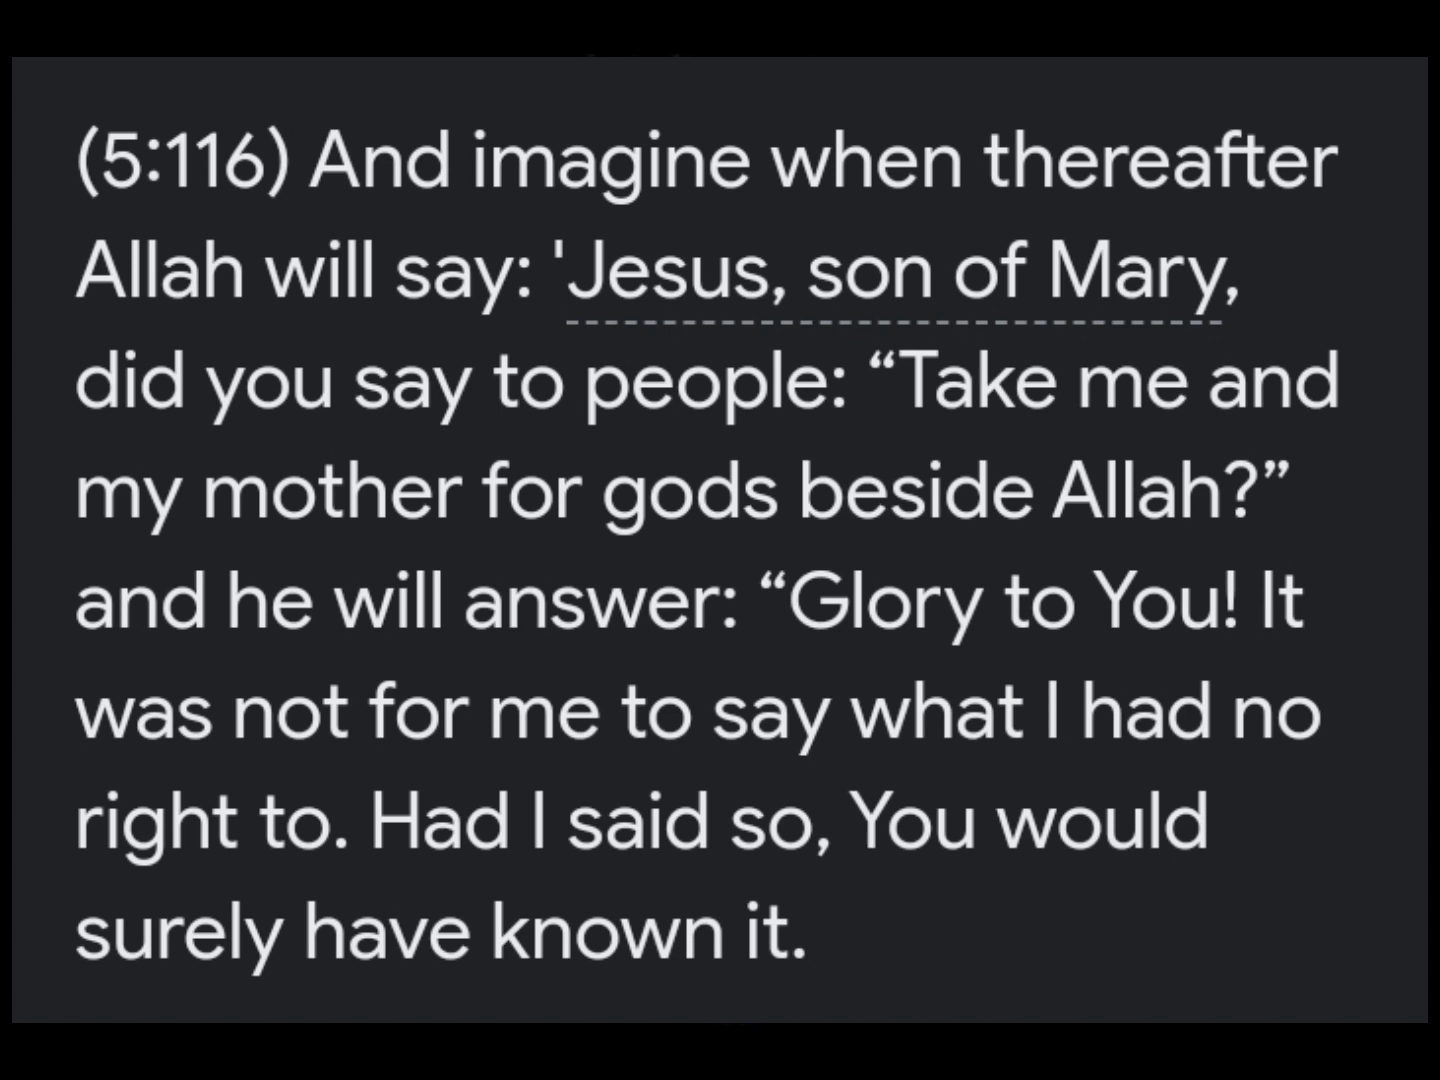 (5:116) And imagine when thereafter
Allah will say: 'Jesus, son of Mary,
did you say to people: “Take me and
my mother for gods beside Allah?”
and he will answer: “Glory to You! It
was not for me to say what I had no
right to. Had I said so, You would
surely have known it.